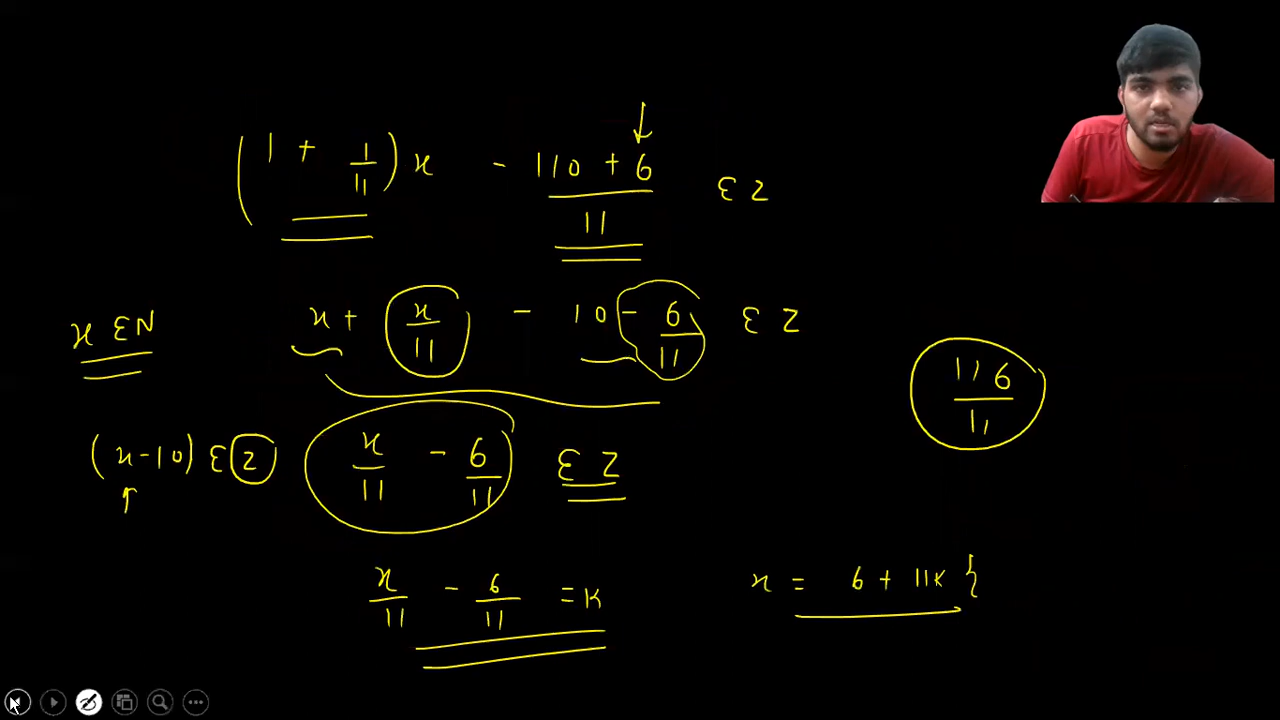 (1 + 1/11) x - 110 + 6 / 11 ε Z
x ε N
x + x/11 - 10 - 6/11 ε Z
116/11
(x-10) ε Z
x/11 - 6/11 ε Z
x/11 - 6/11 = K
x = 6 + 11K }